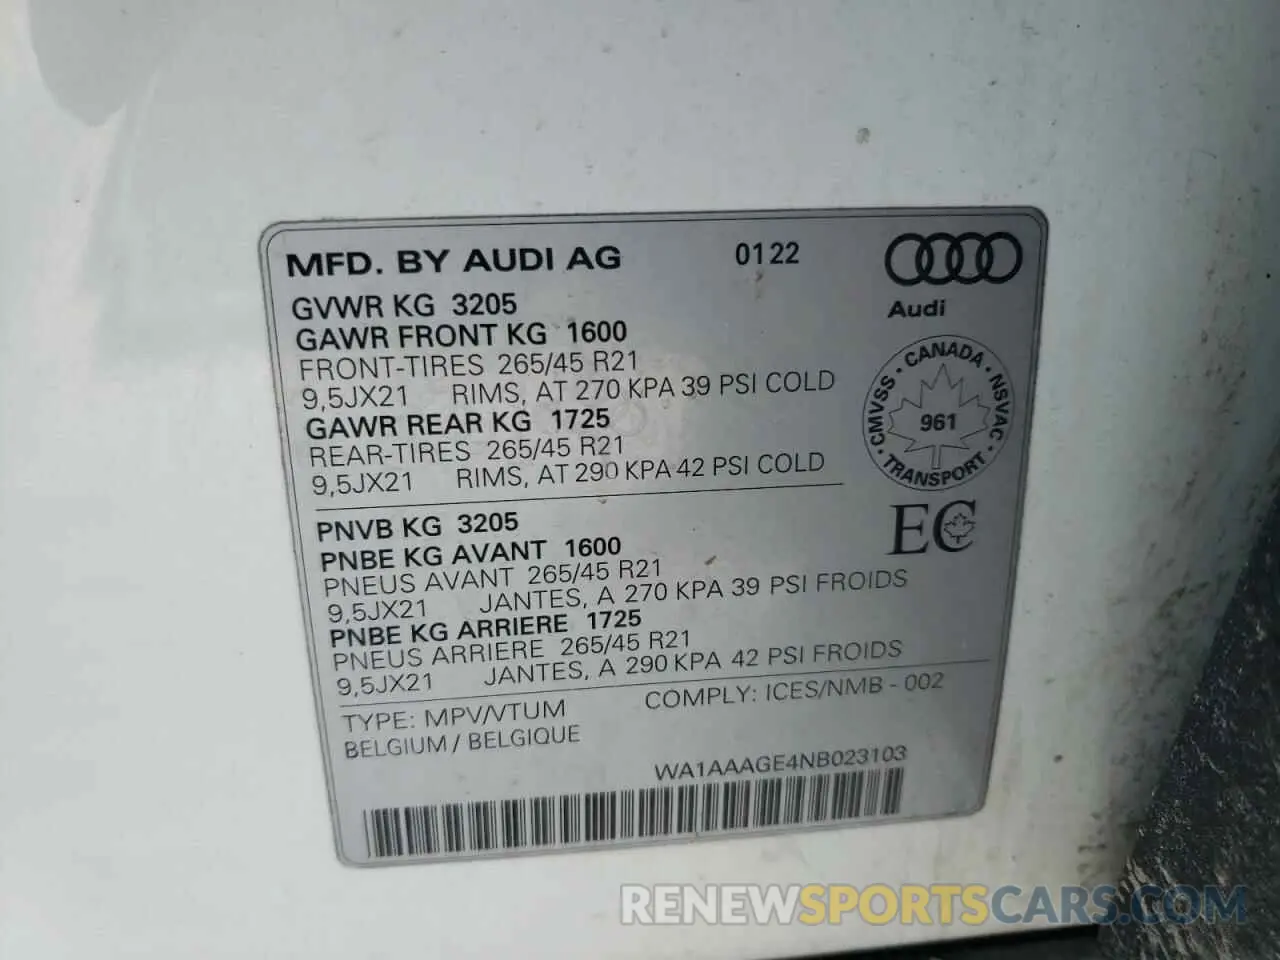 MFD. BY AUDI AG 0122
Audi
GVWR KG 3205
GAWR FRONT KG 1600
FRONT-TIRES 265/45 R21
9,5JX21 RIMS, AT 270 KPA 39 PSI COLD
GAWR REAR KG 1725
REAR-TIRES 265/45 R21
9,5JX21 RIMS, AT 290 KPA 42 PSI COLD
CMVSS · CANADA · NSVAC · TRANSPORT ·
961
EC
PNVB KG 3205
PNBE KG AVANT 1600
PNEUS AVANT 265/45 R21
9,5JX21 JANTES, A 270 KPA 39 PSI FROIDS
PNBE KG ARRIERE 1725
PNEUS ARRIERE 265/45 R21
9,5JX21 JANTES, A 290 KPA 42 PSI FROIDS
TYPE: MPV/VTUM COMPLY: ICES/NMB - 002
BELGIUM / BELGIQUE
WA1AAAGE4NB023103
RENEWSPORTSCARS.COM